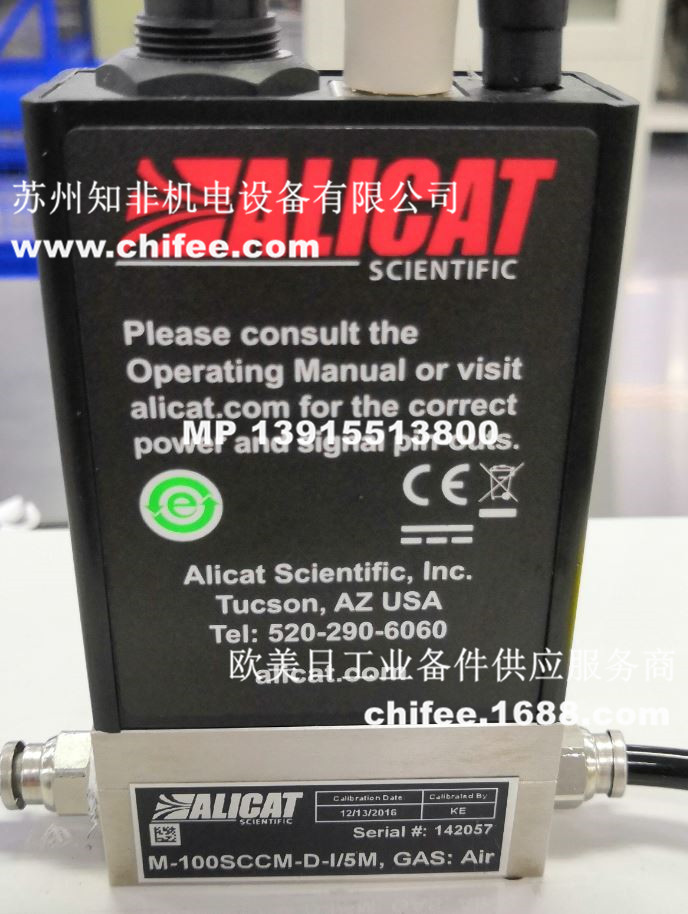 ALICAT
苏州知非机电设备有限公司
www.chifee.com
SCIENTIFIC
Please consult the
Operating Manual or visit
alicat.com for the correct
power and signal pin-outs.
MP 13915513800
CE
Alicat Scientific, Inc.
Tucson, AZ USA
Tel: 520-290-6060
alicat.com
欧美日工业备件供应服务商
chifee.1688.com
ALICAT
SCIENTIFIC
Calibration Date Calibrated By
12/13/2016 KE
Serial #: 142057
M-100SCCM-D-I/5M, GAS: Air